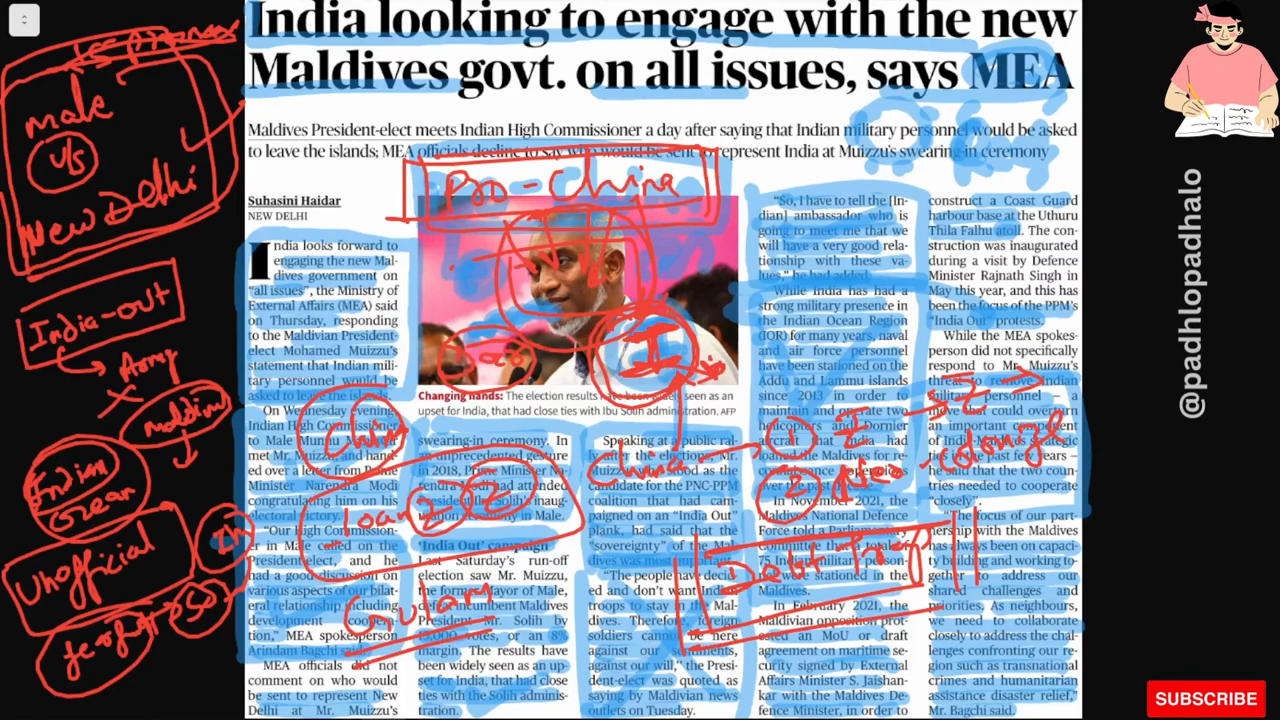 India looking to engage with the new
Maldives govt. on all issues, says MEA
Maldives President-elect meets Indian High Commissioner a day after saying that Indian military personnel would be asked
to leave the islands; MEA officials decline to say who would be sent to represent India at Muizzu's swearing-in ceremony
Suhasini Haidar
NEW DELHI
India looks forward to
engaging the new Mal-
dives government on
"all issues", the Ministry of
External Affairs (MEA) said
on Thursday, responding
to the Maldivian President-
elect Mohamed Muizzu's
statement that Indian mili-
tary personnel would be
asked to leave the islands.
On Wednesday evening,
Indian High Commissioner
to Male Munu
met Mr. Muizzu and hand-
ed over a letter from Prime
Minister Narendra Modi
congratulating him on his
electoral victory.
"Our High Commission-
er in Male called on the
President-elect, and he
had a good discussion on
various aspects of our bilat-
eral relationship including
development coopera-
tion," MEA spokesperson
Arindam Bagchi said.
MEA officials did not
comment on who would
be sent to represent New
Delhi at Mr. Muizzu's
Changing hands: The election results have been widely seen as an
upset for India, that had close ties with Ibu Solih administration. AFP
swearing-in ceremony. In
an unprecedented gesture
in 2018, Prime Minister Na-
rendra Modi had attended
President Ibu Solih's inaug-
uration ceremony in Male.
'India Out' campaign
Last Saturday's run-off
election saw Mr. Muizzu,
the former Mayor of Male,
defeat incumbent Maldives
President Mr. Solih by
19,000 votes, or an 8%
margin. The results have
been widely seen as an up-
set for India, that had close
ties with the Solih adminis-
tration.
Speaking at a public ral-
ly after the elections, Mr.
Muizzu, who stood as the
candidate for the PNC-PPM
coalition that had cam-
paigned on an "India Out"
plank, had said that the
"sovereignty" of the Mal-
dives was most important.
"The people have decid-
ed and don't want Indian
troops to stay in the Mal-
dives. Therefore, foreign
soldiers cannot be here
against our sentiments,
against our will," the Presi-
dent-elect was quoted as
saying by Maldivian news
outlets on Tuesday.
"So, I have to tell the [In-
dian] ambassador who is
going to meet me that we
will have a very good rela-
tionship with these va-
lues," he had added.
While India has had a
strong military presence in
the Indian Ocean Region
(IOR) for many years, naval
and air force personnel
have been stationed on the
Addu and Lammu islands
since 2013 in order to
maintain and operate two
helicopters and Dornier
aircraft that India had
loaned the Maldives for re-
over the past decade.
In November 2021, the
Maldives National Defence
Force told a Parliamentary
Committee that a total of
75 Indian military person-
nel were stationed in the
Maldives.
In February 2021, the
Maldivian opposition prot-
ested an MoU or draft
agreement on maritime se-
curity signed by External
Affairs Minister S. Jaishan-
kar with the Maldives De-
fence Minister, in order to
construct a Coast Guard
harbour base at the Uthuru
Thila Falhu atoll. The con-
struction was inaugurated
during a visit by Defence
Minister Rajnath Singh in
May this year, and this has
been the focus of the PPM's
"India Out" protests.
While the MEA spokes-
person did not specifically
respond to Mr. Muizzu's
threat to remove Indian
military personnel, a
move that could overturn
an important component
of India's strategic
ties the past few years –
he said that the two coun-
tries needed to cooperate
"closely".
"The focus of our part-
nership with the Maldives
has always been on capaci-
ty building and working to-
gether to address our
shared challenges and
priorities. As neighbours,
we need to collaborate
closely to address the chal-
lenges confronting our re-
gion such as transnational
crimes and humanitarian
assistance disaster relief,"
Mr. Bagchi said.
male
v/s
New Delhi
India-out
Army
Indian
Ocean
Unofficial
Pro-China
China
Loan
China
Debt Trap
@padhlopadhalo
SUBSCRIBE